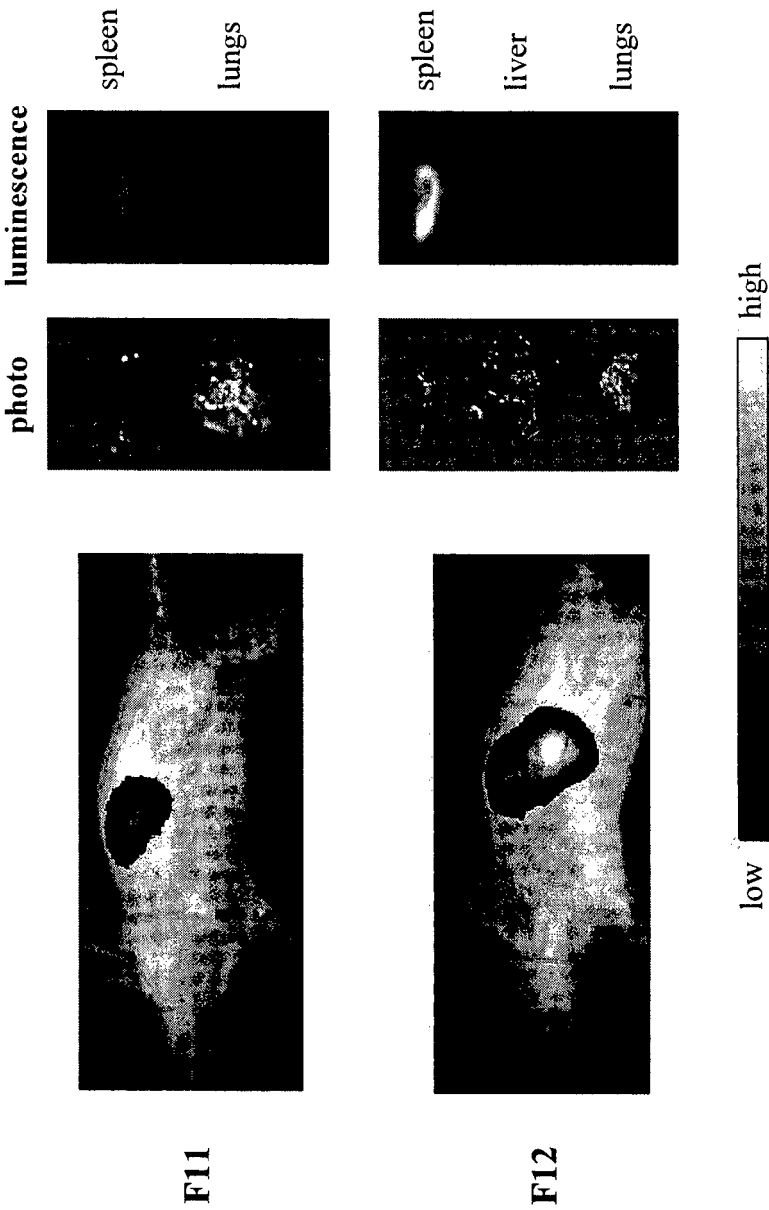 photo
luminescence
spleen
lungs
F11
spleen
liver
lungs
F12
low
high